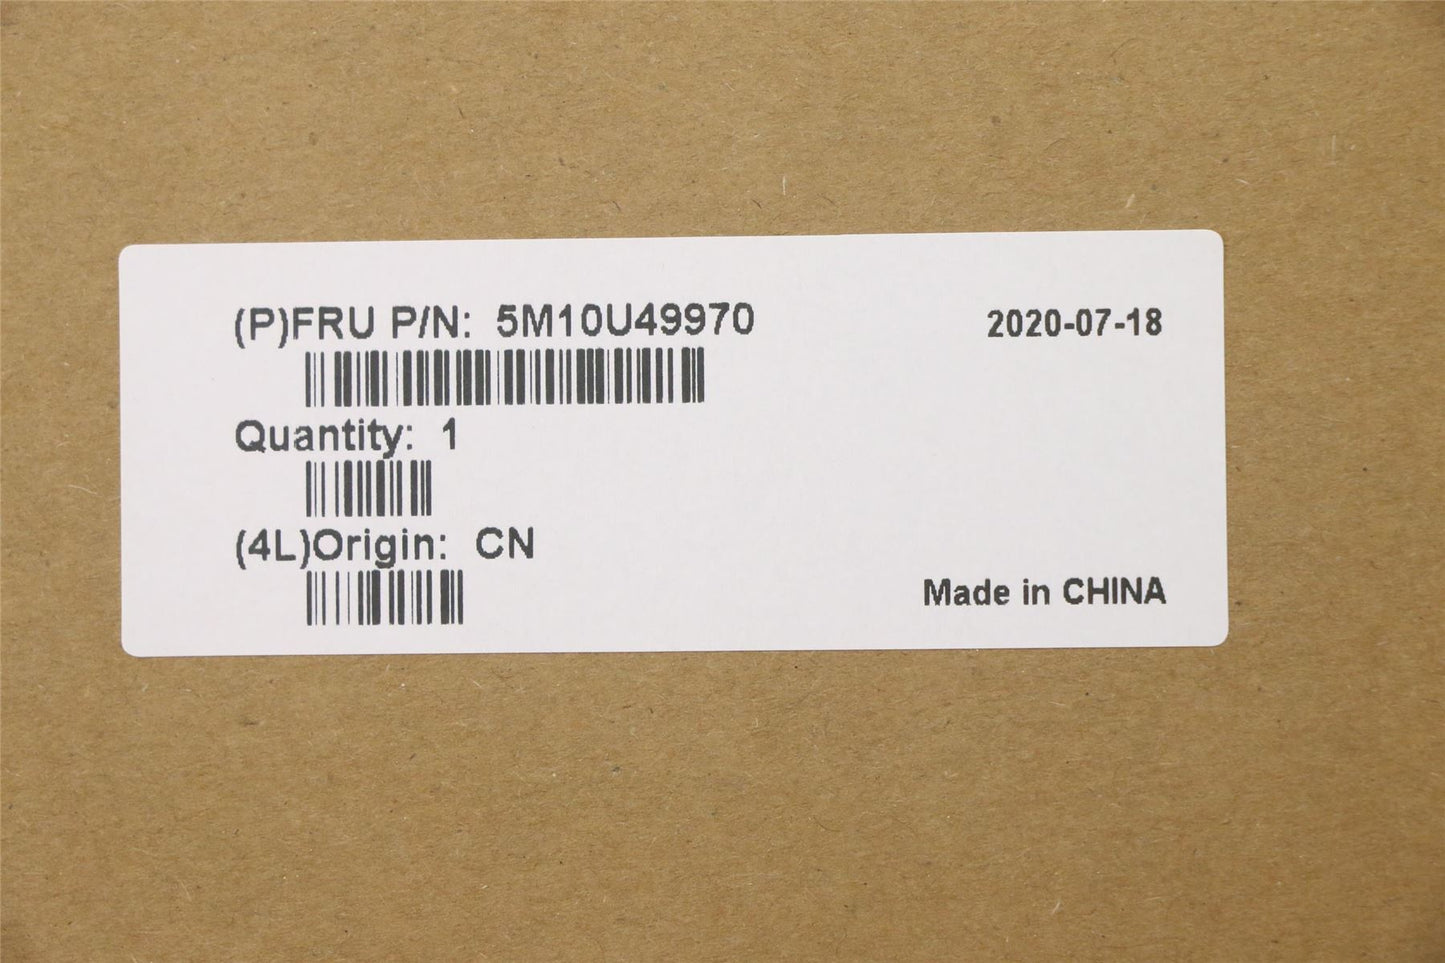 (P)FRU P/N: 5M10U49970
2020-07-18
Quantity: 1
(4L)Origin: CN
Made in CHINA